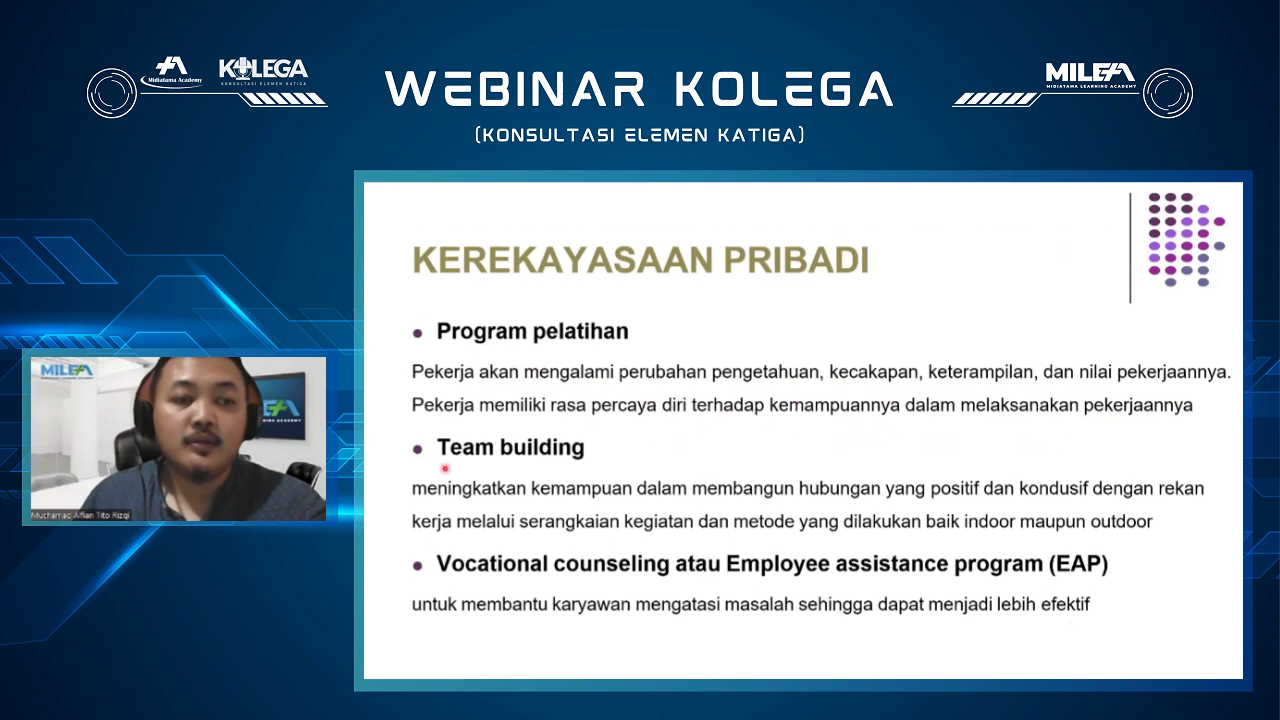 Midiatama Academy
KOLEGA
KONSULTASI ELEMEN KATIGA
WEBINAR KOLEGA
(KONSULTASI ELEMEN KATIGA)
MILEA
MIDIATAMA LEARNING ACADEMY
KEREKAYASAAN PRIBADI
Program pelatihan
Pekerja akan mengalami perubahan pengetahuan, kecakapan, keterampilan, dan nilai pekerjaannya.
Pekerja memiliki rasa percaya diri terhadap kemampuannya dalam melaksanakan pekerjaannya
Team building
meningkatkan kemampuan dalam membangun hubungan yang positif dan kondusif dengan rekan
kerja melalui serangkaian kegiatan dan metode yang dilakukan baik indoor maupun outdoor
Vocational counseling atau Employee assistance program (EAP)
untuk membantu karyawan mengatasi masalah sehingga dapat menjadi lebih efektif
MILEA
Alfian Tito Rizqi